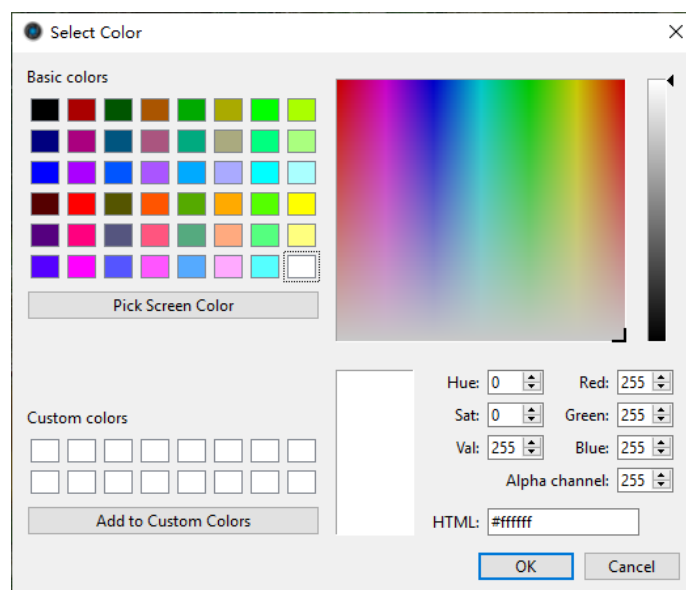 Select Color
Basic colors
Pick Screen Color
Custom colors
Add to Custom Colors
Hue: 0 Red: 255
Sat: 0 Green: 255
Val: 255 Blue: 255
Alpha channel: 255
HTML: #ffffff
OK Cancel